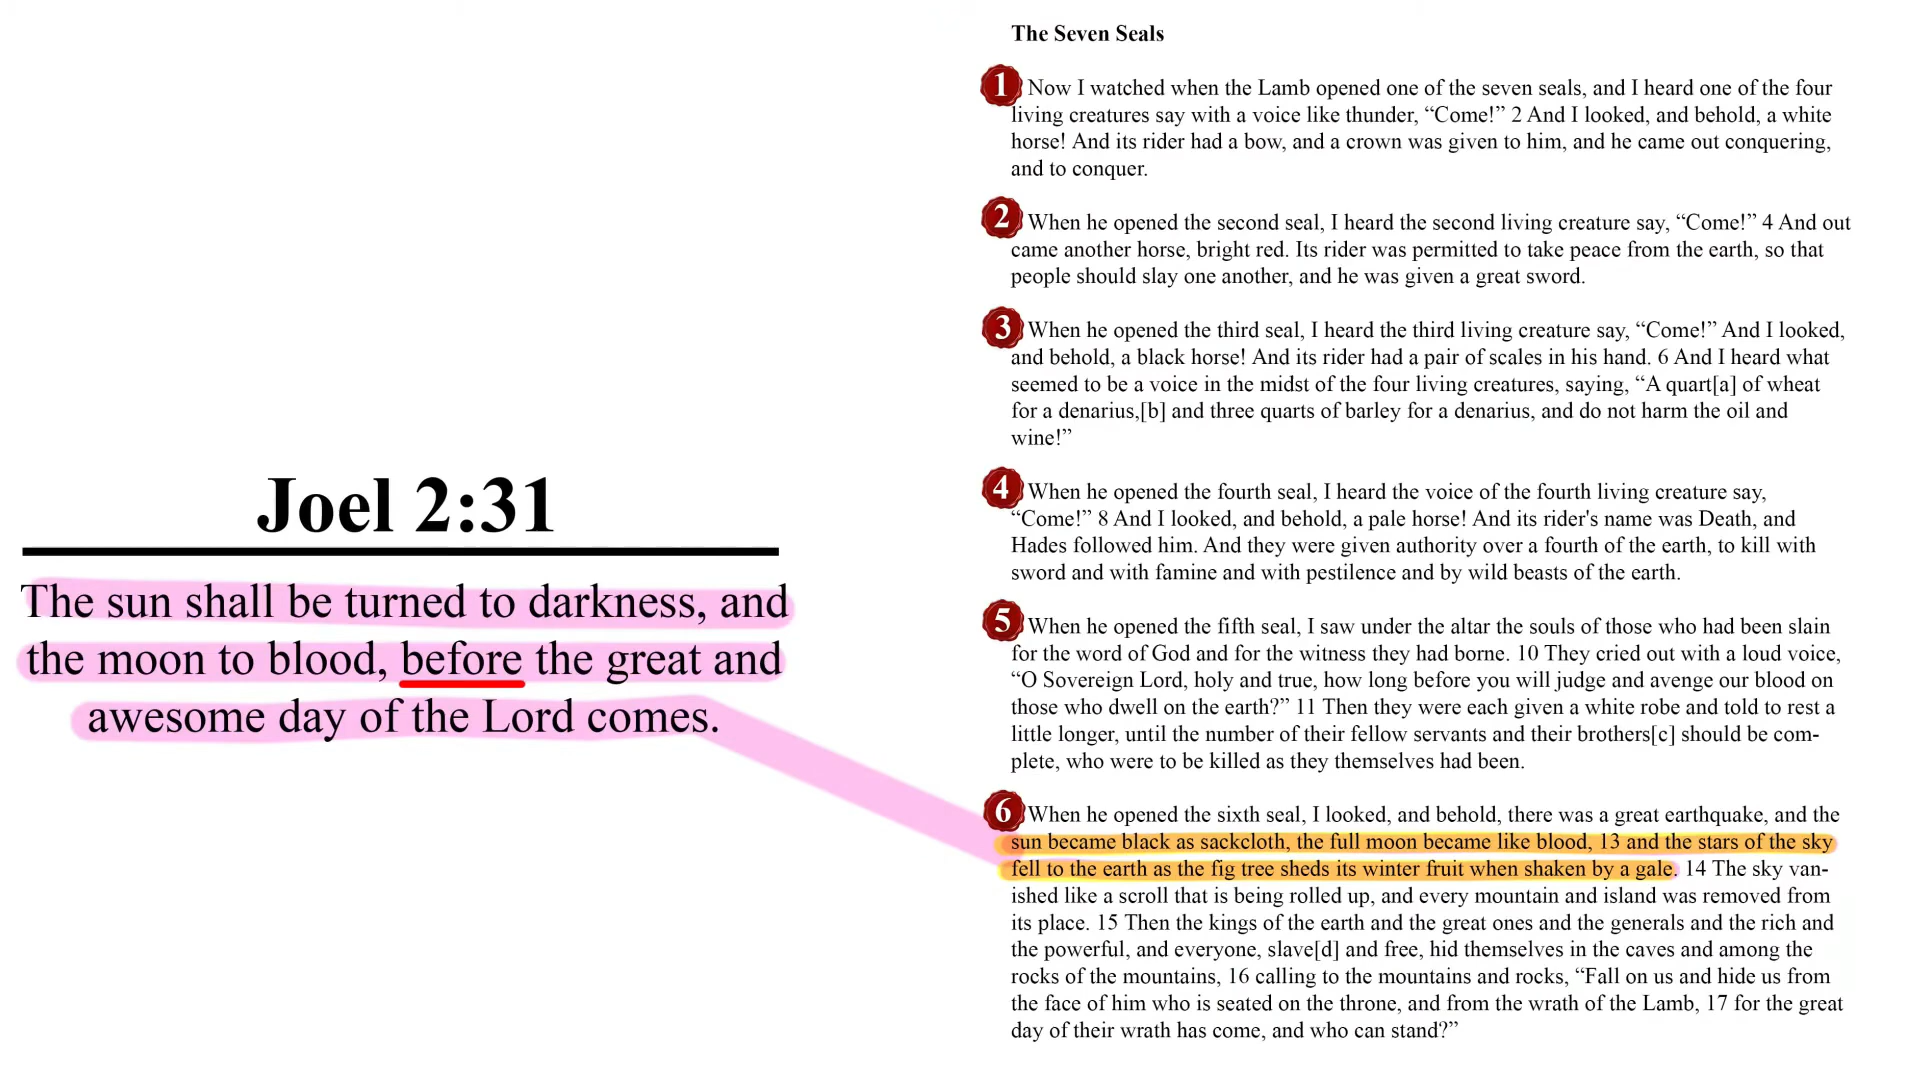 Joel 2:31
The sun shall be turned to darkness, and
the moon to blood, before the great and
awesome day of the Lord comes.
The Seven Seals
1 Now I watched when the Lamb opened one of the seven seals, and I heard one of the four
living creatures say with a voice like thunder, “Come!” 2 And I looked, and behold, a white
horse! And its rider had a bow, and a crown was given to him, and he came out conquering,
and to conquer.
2 When he opened the second seal, I heard the second living creature say, “Come!” 4 And out
came another horse, bright red. Its rider was permitted to take peace from the earth, so that
people should slay one another, and he was given a great sword.
3 When he opened the third seal, I heard the third living creature say, “Come!” And I looked,
and behold, a black horse! And its rider had a pair of scales in his hand. 6 And I heard what
seemed to be a voice in the midst of the four living creatures, saying, “A quart[a] of wheat
for a denarius,[b] and three quarts of barley for a denarius, and do not harm the oil and
wine!”
4 When he opened the fourth seal, I heard the voice of the fourth living creature say,
“Come!” 8 And I looked, and behold, a pale horse! And its rider's name was Death, and
Hades followed him. And they were given authority over a fourth of the earth, to kill with
sword and with famine and with pestilence and by wild beasts of the earth.
5 When he opened the fifth seal, I saw under the altar the souls of those who had been slain
for the word of God and for the witness they had borne. 10 They cried out with a loud voice,
“O Sovereign Lord, holy and true, how long before you will judge and avenge our blood on
those who dwell on the earth?” 11 Then they were each given a white robe and told to rest a
little longer, until the number of their fellow servants and their brothers[c] should be com-
plete, who were to be killed as they themselves had been.
6 When he opened the sixth seal, I looked, and behold, there was a great earthquake, and the
sun became black as sackcloth, the full moon became like blood, 13 and the stars of the sky
fell to the earth as the fig tree sheds its winter fruit when shaken by a gale. 14 The sky van-
ished like a scroll that is being rolled up, and every mountain and island was removed from
its place. 15 Then the kings of the earth and the great ones and the generals and the rich and
the powerful, and everyone, slave[d] and free, hid themselves in the caves and among the
rocks of the mountains, 16 calling to the mountains and rocks, “Fall on us and hide us from
the face of him who is seated on the throne, and from the wrath of the Lamb, 17 for the great
day of their wrath has come, and who can stand?”